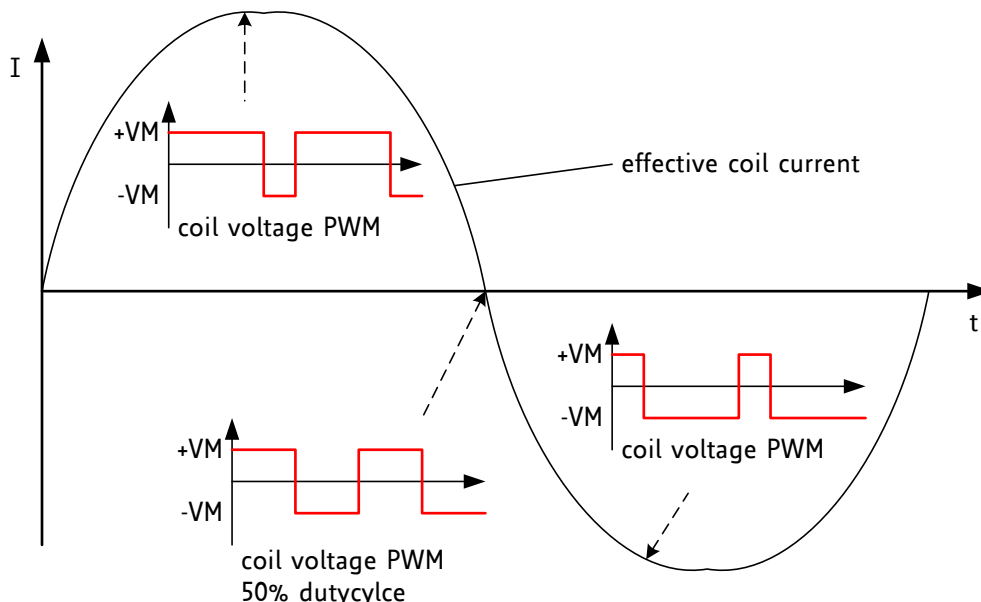 I
+VM
-VM
coil voltage PWM
effective coil current
t
+VM
-VM
coil voltage PWM
+VM
-VM
coil voltage PWM
50% dutycylce